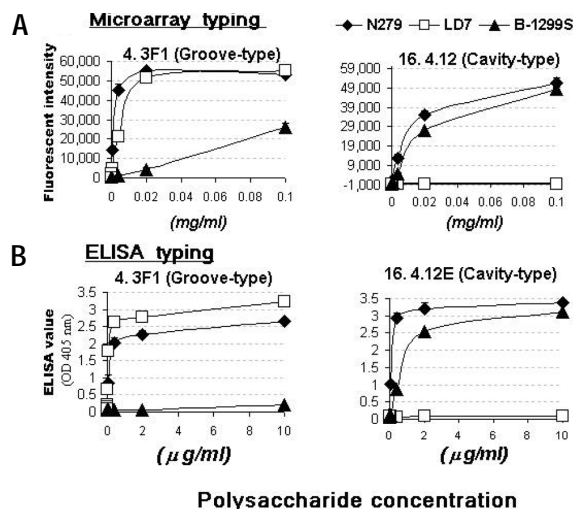 A
Microarray typing
N279 LD7 B-1299S
4. 3F1 (Groove-type)
Fluorescent intensity
60,000
50,000
40,000
30,000
20,000
10,000
0
0 0.02 0.04 0.06 0.08 0.1
(mg/ml)
16. 4.12 (Cavity-type)
59,000
49,000
39,000
29,000
19,000
9,000
-1,000
0 0.02 0.04 0.06 0.08 0.1
(mg/ml)
B
ELISA typing
4. 3F1 (Groove-type)
ELISA value
(OD 405 nm)
3.5
3
2.5
2
1.5
1
0.5
0
0 2 4 6 8 10
(μg/ml)
16. 4.12E (Cavity-type)
3.5
3
2.5
2
1.5
1
0.5
0
0 2 4 6 8 10
(μg/ml)
Polysaccharide concentration